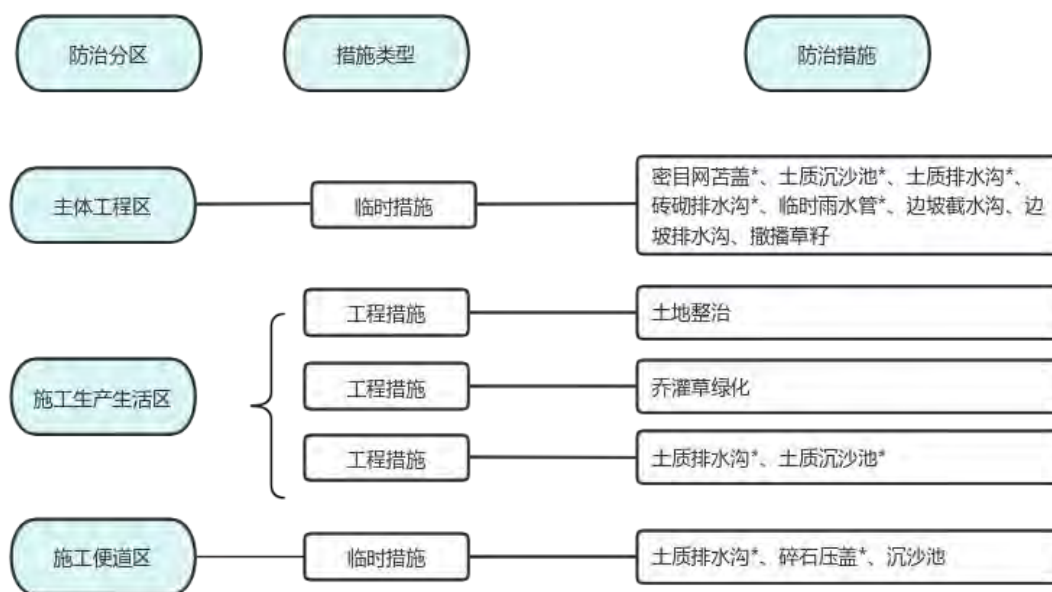 防治分区
措施类型
防治措施
主体工程区
临时措施
密目网苫盖*、土质沉沙池*、土质排水沟*、
砖砌排水沟*、临时雨水管*、边坡截水沟、边
坡排水沟、撒播草籽
施工生产生活区
工程措施
土地整治
工程措施
乔灌草绿化
工程措施
土质排水沟*、土质沉沙池*
施工便道区
临时措施
土质排水沟*、碎石压盖*、沉沙池